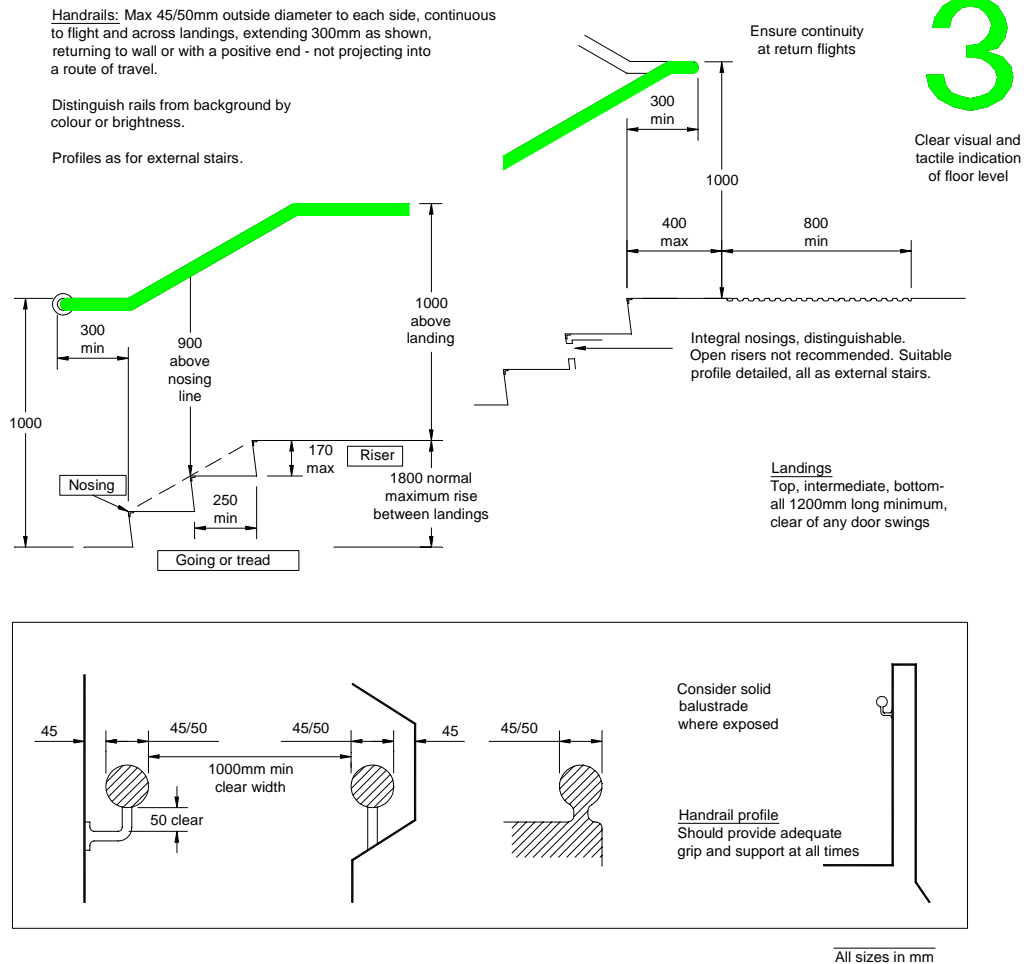 Handrails: Max 45/50mm outside diameter to each side, continuous
to flight and across landings, extending 300mm as shown,
returning to wall or with a positive end - not projecting into
a route of travel.
Distinguish rails from background by
colour or brightness.
Profiles as for external stairs.
Ensure continuity
at return flights
3
Clear visual and
tactile indication
of floor level
300
min
1000
400
max
800
min
300
min
900
above
nosing
line
1000
above
landing
1000
Integral nosings, distinguishable.
Open risers not recommended. Suitable
profile detailed, all as external stairs.
170
max
Riser
Nosing
250
min
1800 normal
maximum rise
between landings
Going or tread
Landings
Top, intermediate, bottom-
all 1200mm long minimum,
clear of any door swings
45
45/50
45/50
45
45/50
1000mm min
clear width
50 clear
Consider solid
balustrade
where exposed
Handrail profile
Should provide adequate
grip and support at all times
All sizes in mm